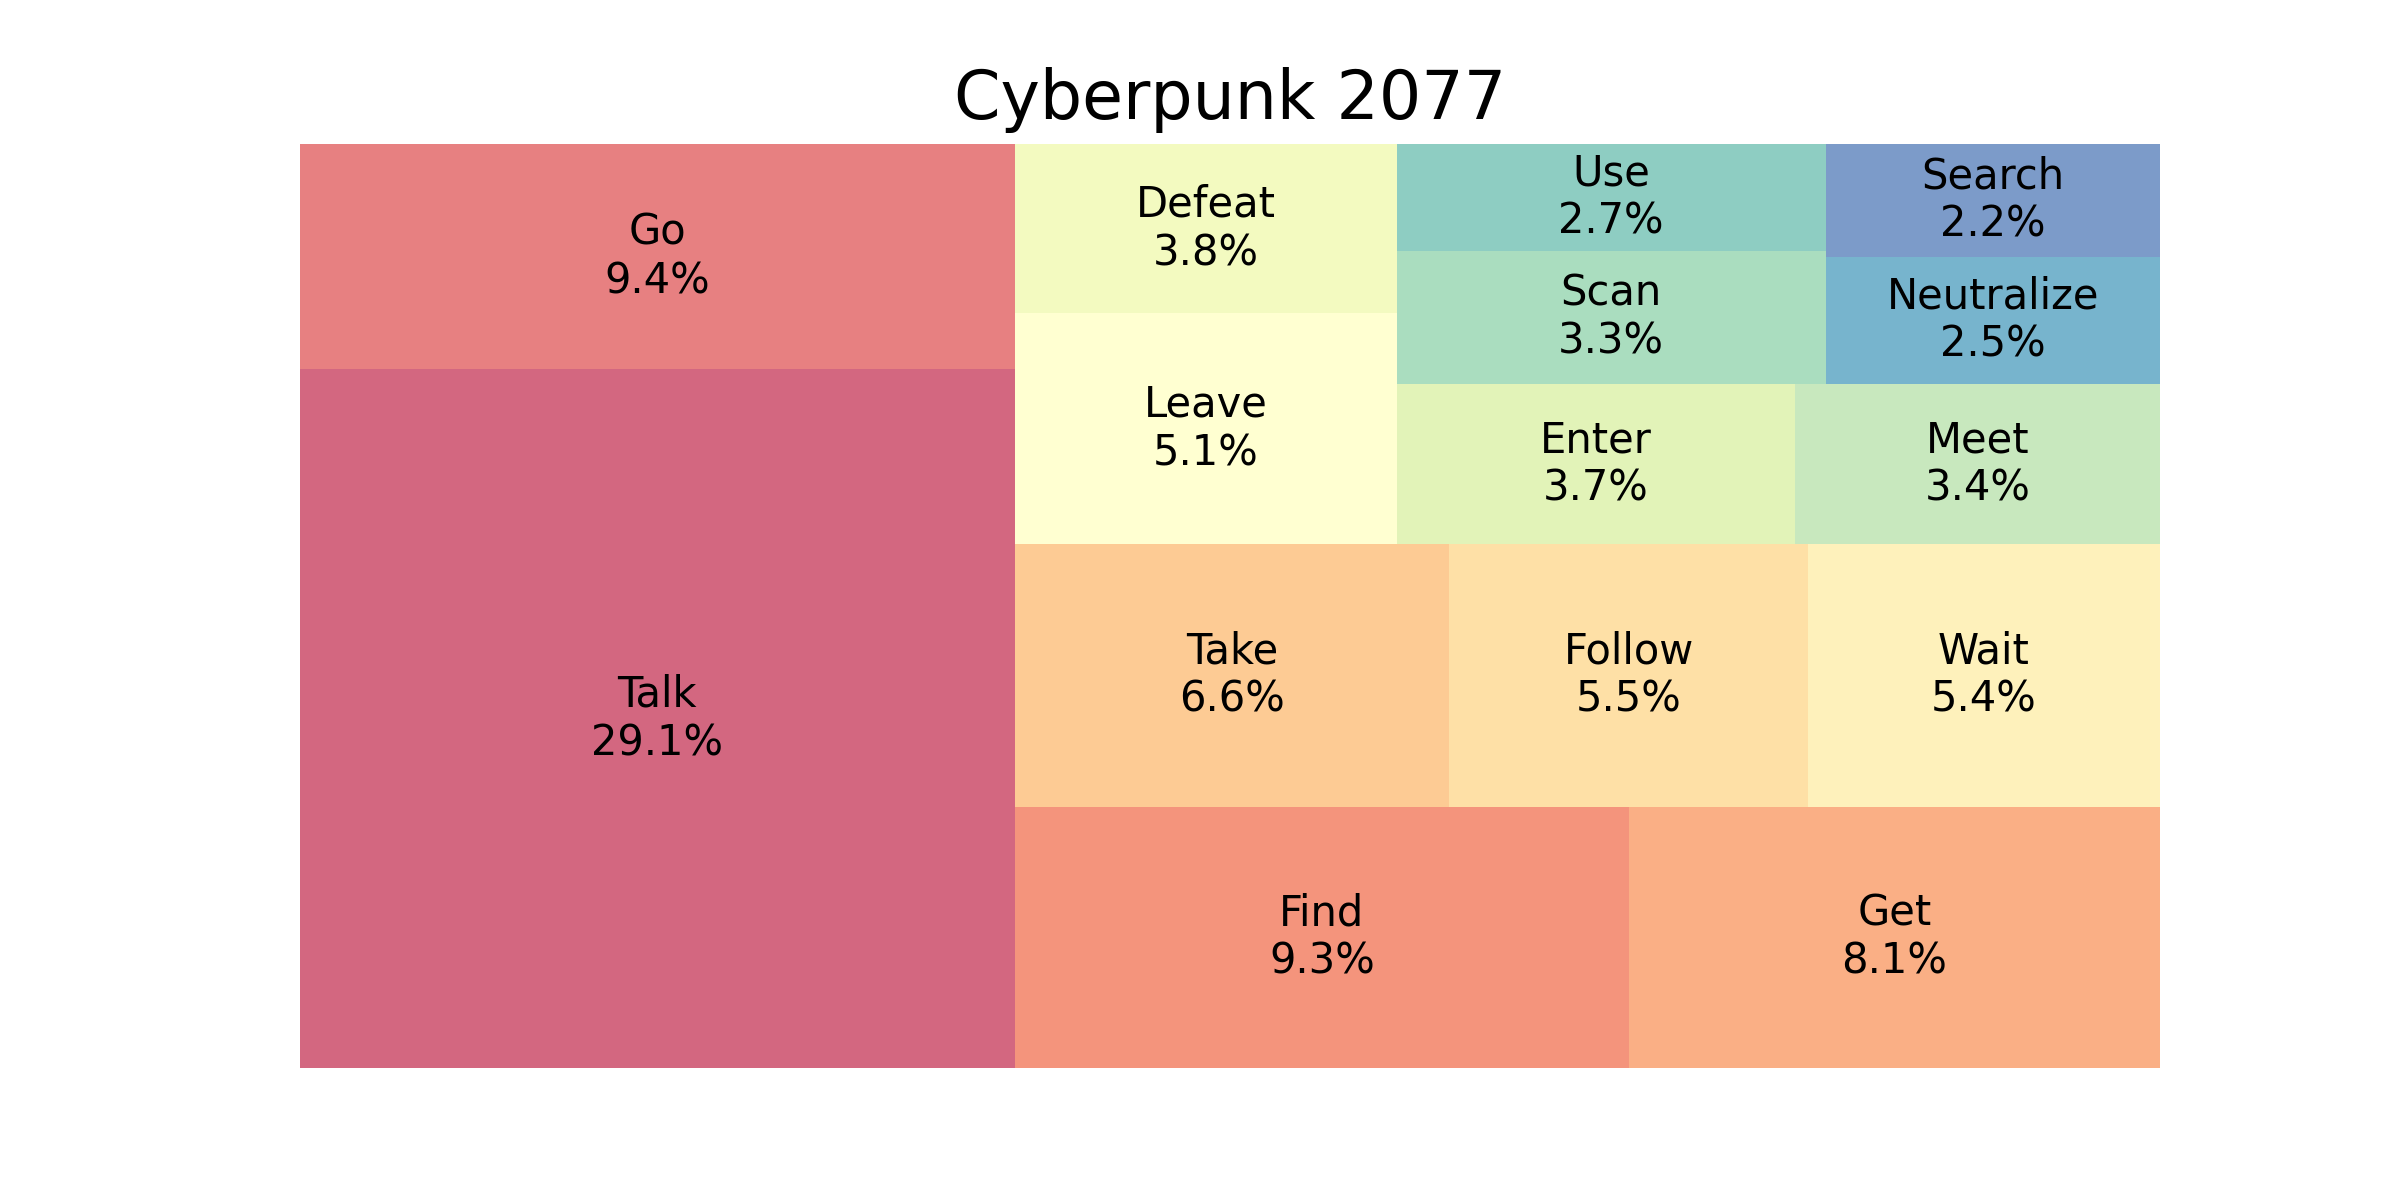 Cyberpunk 2077
Go
9.4%
Talk
29.1%
Defeat
3.8%
Leave
5.1%
Use
2.7%
Scan
3.3%
Search
2.2%
Neutralize
2.5%
Enter
3.7%
Meet
3.4%
Take
6.6%
Follow
5.5%
Wait
5.4%
Find
9.3%
Get
8.1%